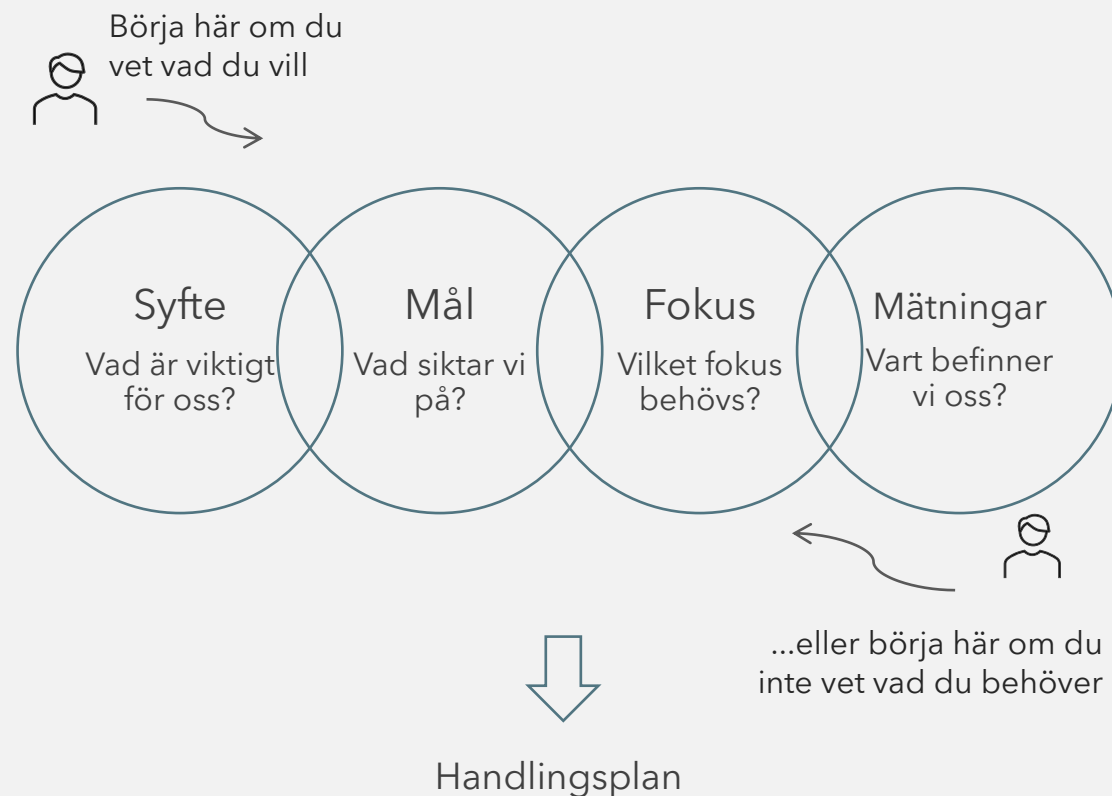 Börja här om du
vet vad du vill
Syfte
Vad är viktigt
för oss?
Mål
Vad siktar vi
på?
Fokus
Vilket fokus
behövs?
Mätningar
Vart befinner
vi oss?
...eller börja här om du
inte vet vad du behöver
Handlingsplan